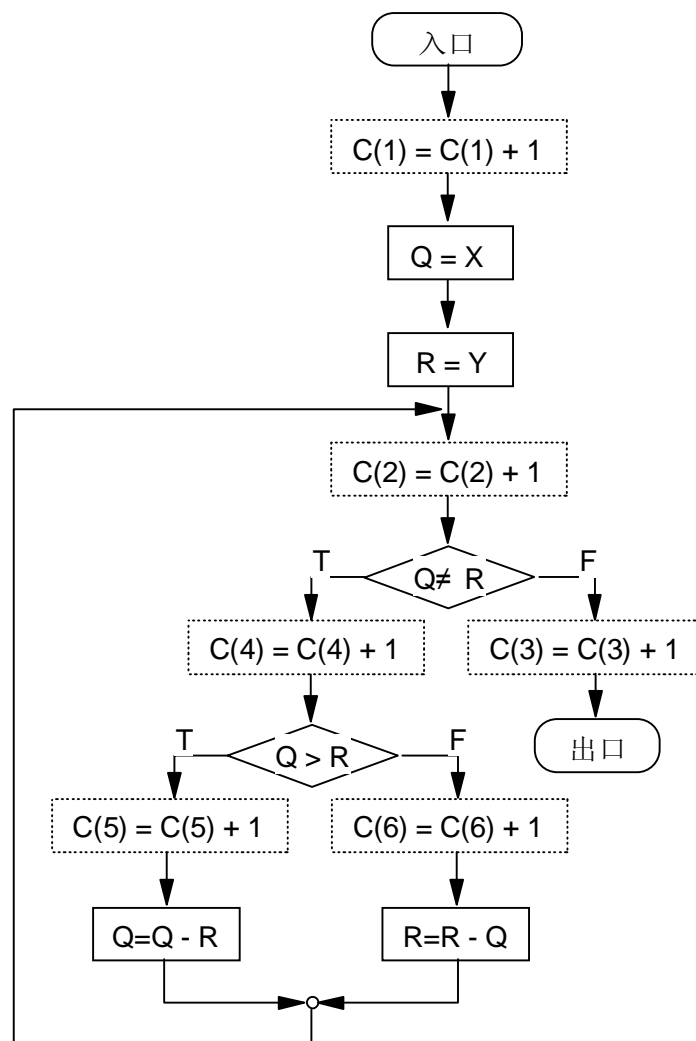 入口
C(1) = C(1) + 1
Q = X
R = Y
C(2) = C(2) + 1
T
Q≠ R
F
C(4) = C(4) + 1
C(3) = C(3) + 1
T
Q > R
F
出口
C(5) = C(5) + 1
C(6) = C(6) + 1
Q=Q - R
R=R - Q